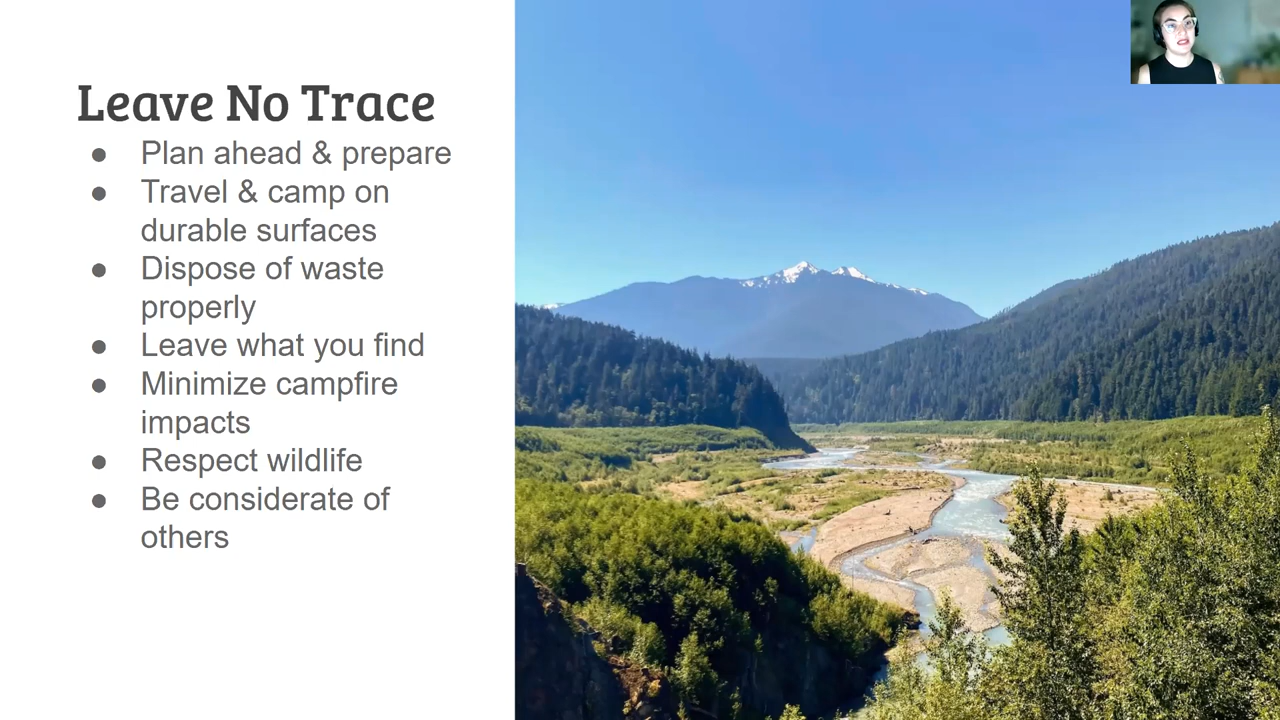 Leave No Trace
● Plan ahead & prepare
● Travel & camp on
durable surfaces
● Dispose of waste
properly
● Leave what you find
● Minimize campfire
impacts
● Respect wildlife
● Be considerate of
others